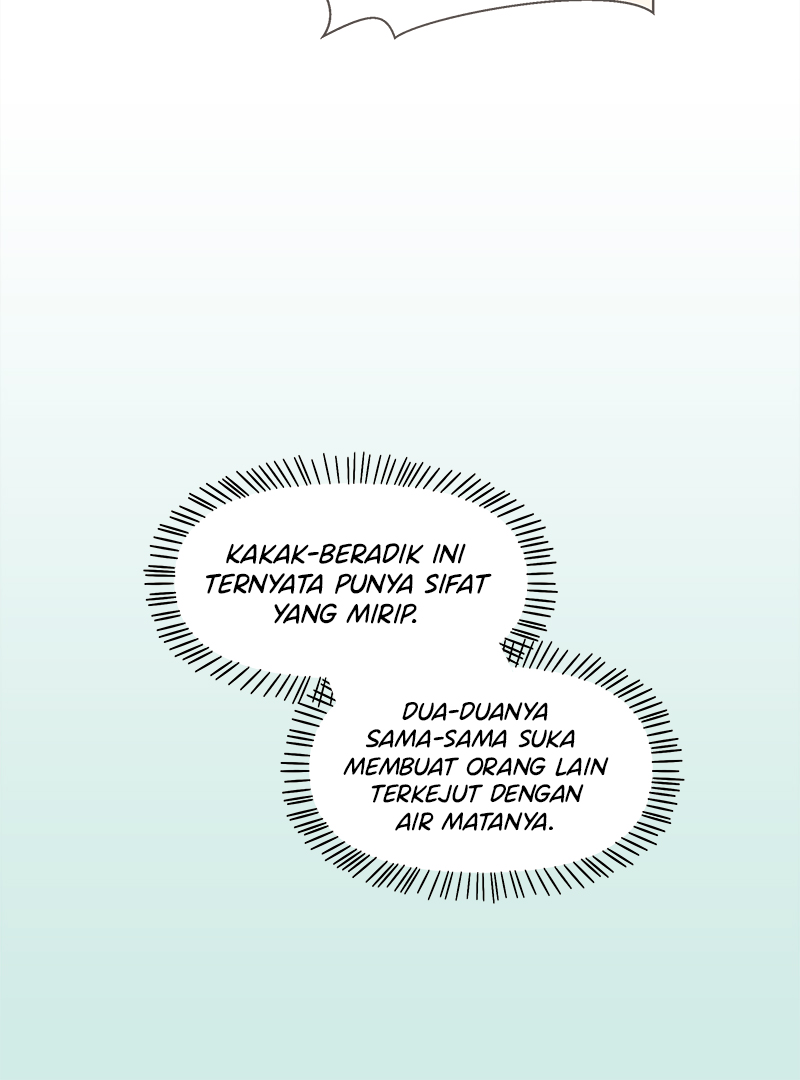 KAKAK-BERADIK INI
TERNYATA PUNYA SIFAT
YANG MIRIP.
DUA-DUANYA
SAMA-SAMA SUKA
MEMBUAT ORANG LAIN
TERKEJUT DENGAN
AIR MATANYA.